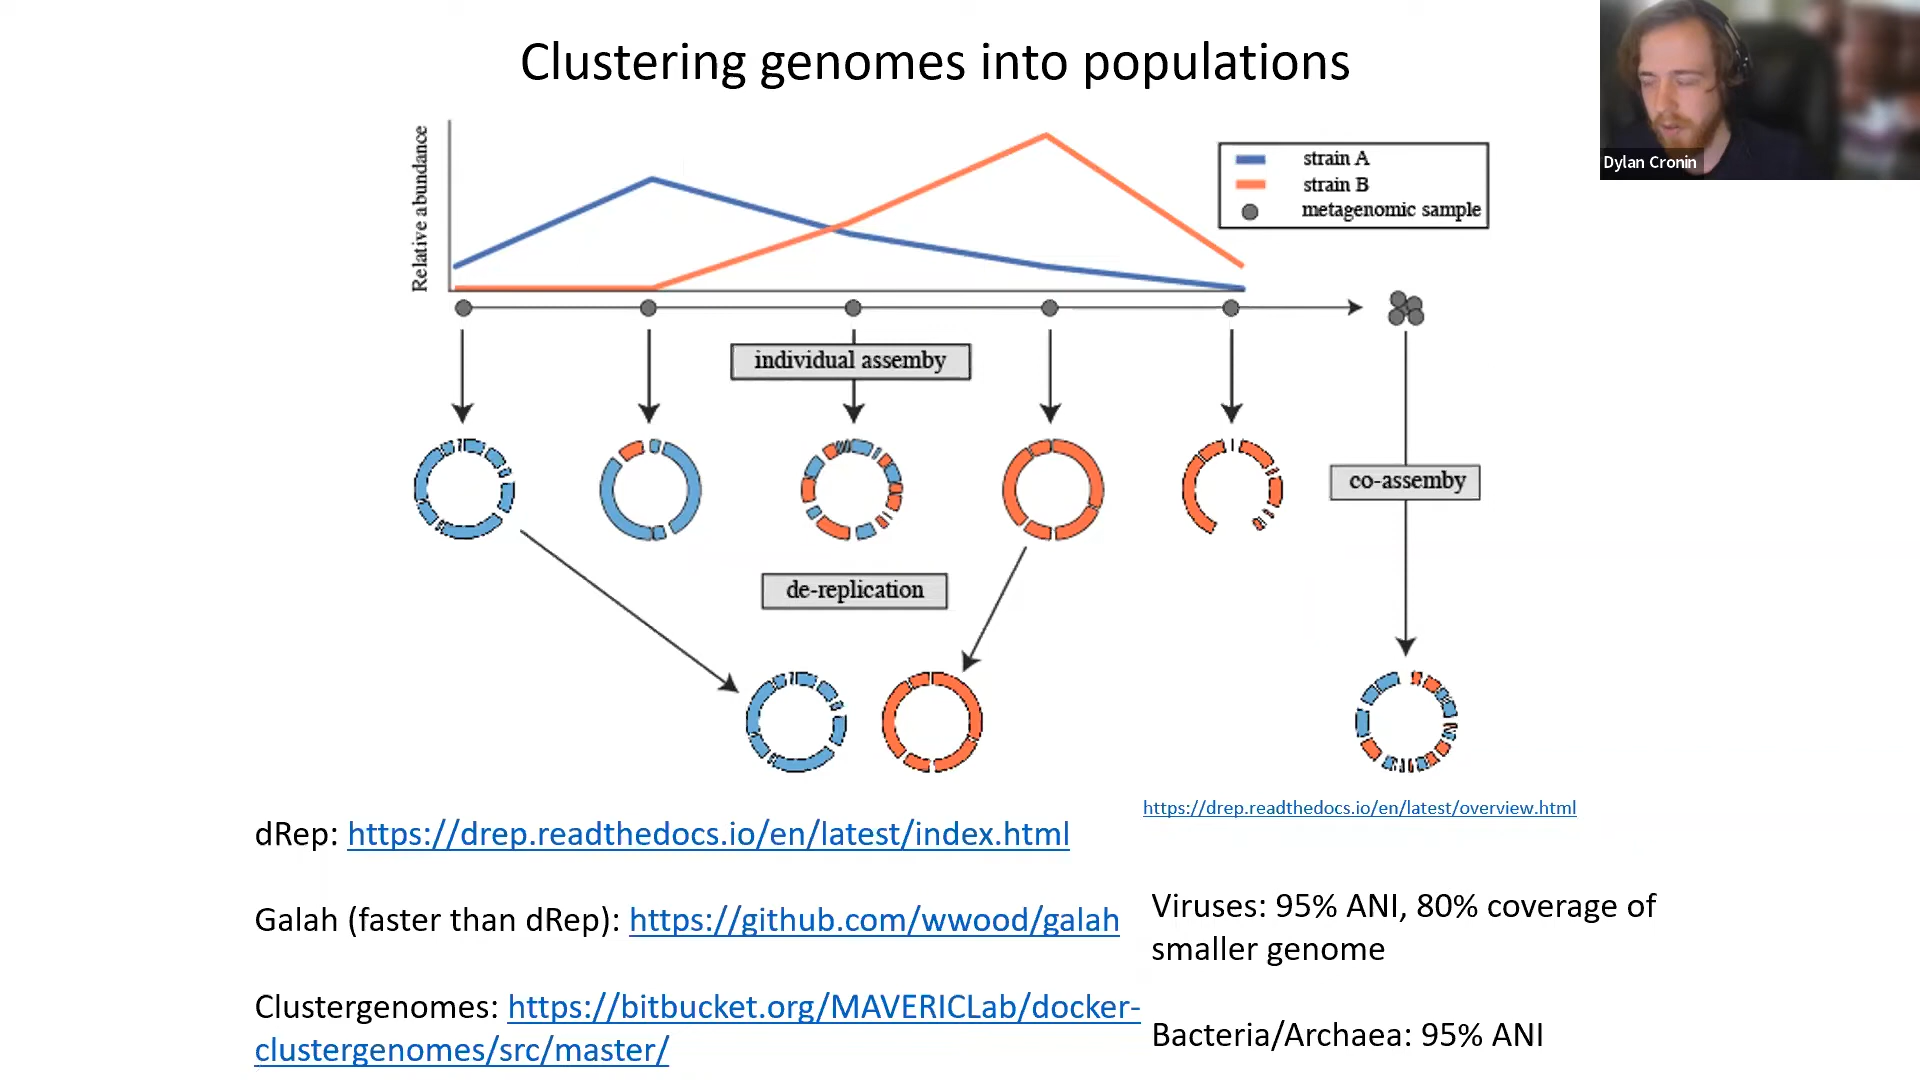 Clustering genomes into populations
Dylan Cronin
Relative abundance
strain A
strain B
metagenomic sample
individual assemby
co-assemby
de-replication
https://drep.readthedocs.io/en/latest/overview.html
dRep: https://drep.readthedocs.io/en/latest/index.html
Galah (faster than dRep): https://github.com/wwood/galah
Clustergenomes: https://bitbucket.org/MAVERICLab/docker-
clustergenomes/src/master/
Viruses: 95% ANI, 80% coverage of
smaller genome
Bacteria/Archaea: 95% ANI